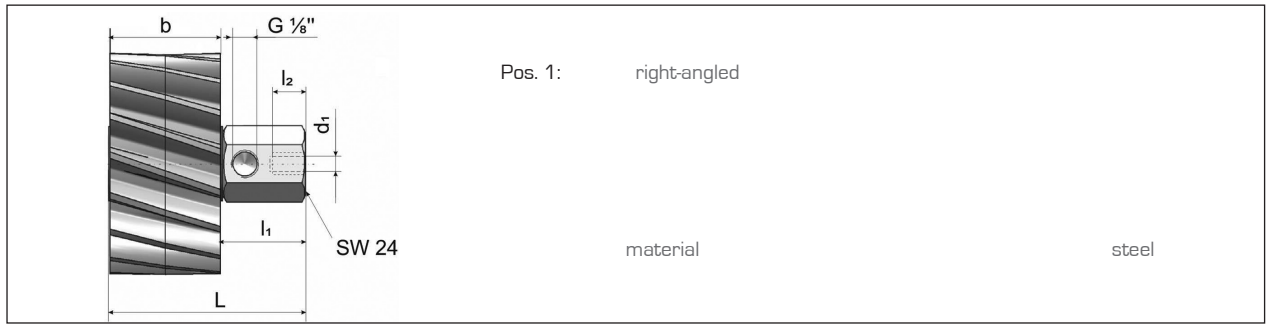 b
G ⅛"
l₂
Pos. 1: right-angled
d₁
l₁
SW 24
material steel
L